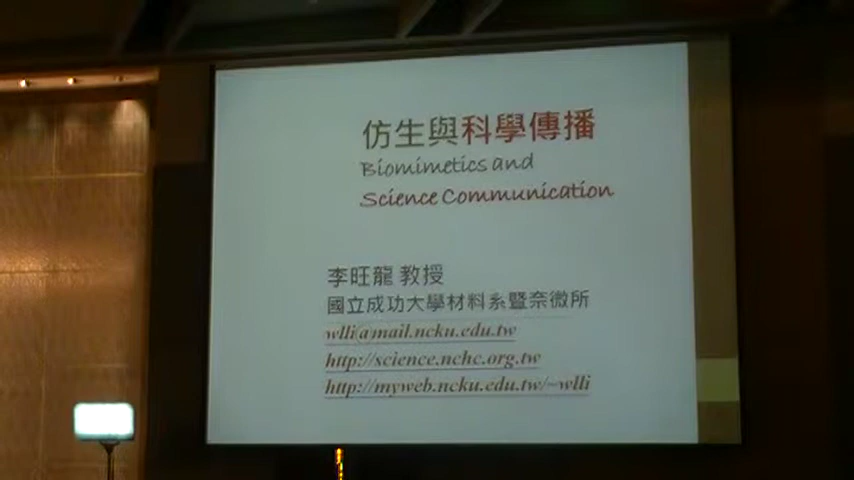 仿生與科學傳播
Biomimetics and
Science Communication
李旺龍 教授
國立成功大學材料系暨奈微所
wlli@mail.ncku.edu.tw
http://science.nchc.org.tw
http://myweb.ncku.edu.tw/~wlli